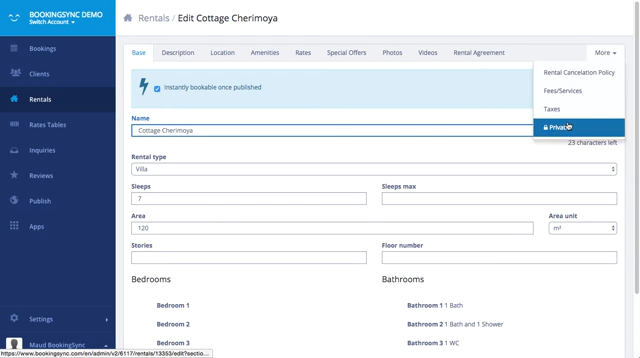 BOOKINGSYNC DEMO
Switch Account
Rentals / Edit Cottage Cherimoya
Bookings
Clients
Rentals
Rates Tables
Inquiries
Reviews
Publish
Apps
Settings
Maud BookingSync
Base Description Location Amenities Rates Special Offers Photos Videos Rental Agreement More
Rental Cancelation Policy
Fees/Services
Taxes
Instantly bookable once published
Name
Cottage Cherimoya
23 characters left
Rental type
Villa
Sleeps Sleeps max
7
Area Area unit
120 m²
Stories Floor number
Bedrooms Bathrooms
Bedroom 1 Bathroom 1 1 Bath
Bedroom 2 Bathroom 2 1 Bath and 1 Shower
Bedroom 3 Bathroom 3 1 WC
https://www.bookingsync.com/en/admin/v2/6117/rentals/13353/edit?sectio...